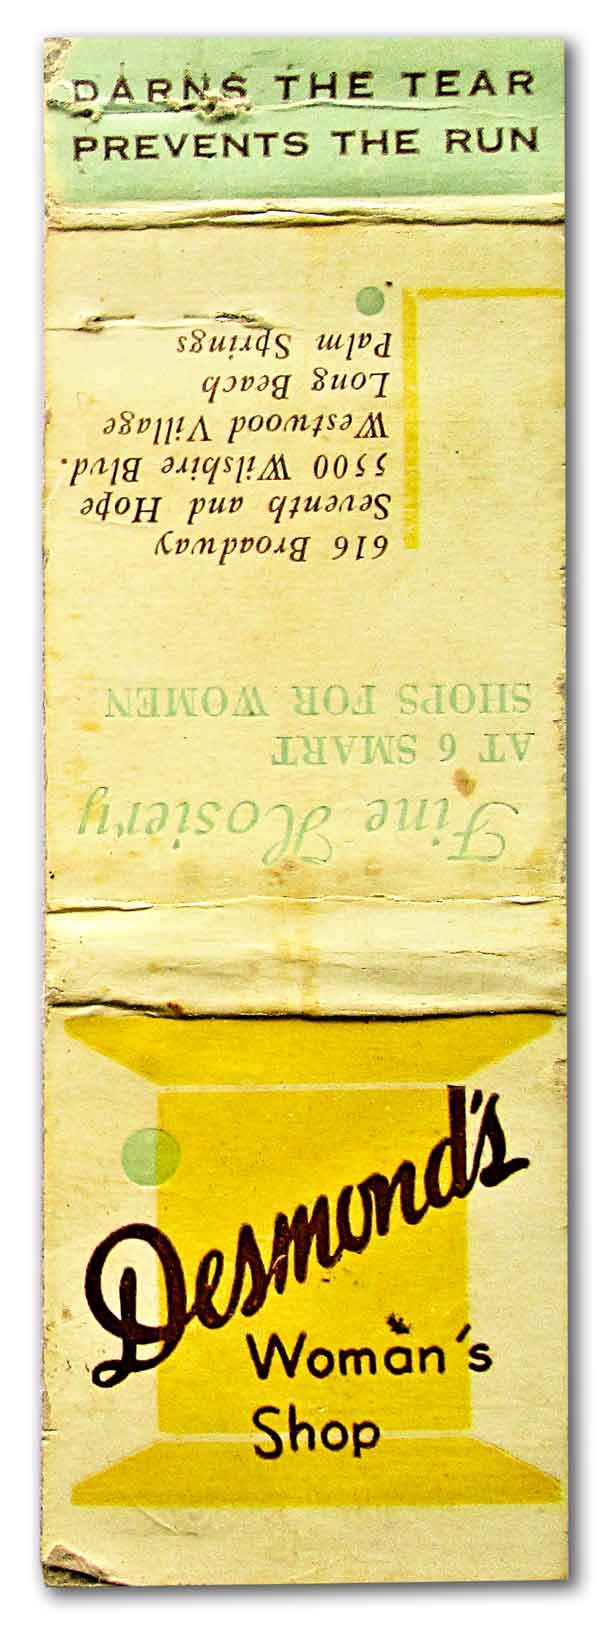 DARNS THE TEAR
PREVENTS THE RUN
Fine Hosiery
AT 6 SMART
SHOPS FOR WOMEN
616 Broadway
Seventh and Hope
5500 Wilshire Blvd.
Westwood Village
Long Beach
Palm Springs
Desmond's
Woman's
Shop